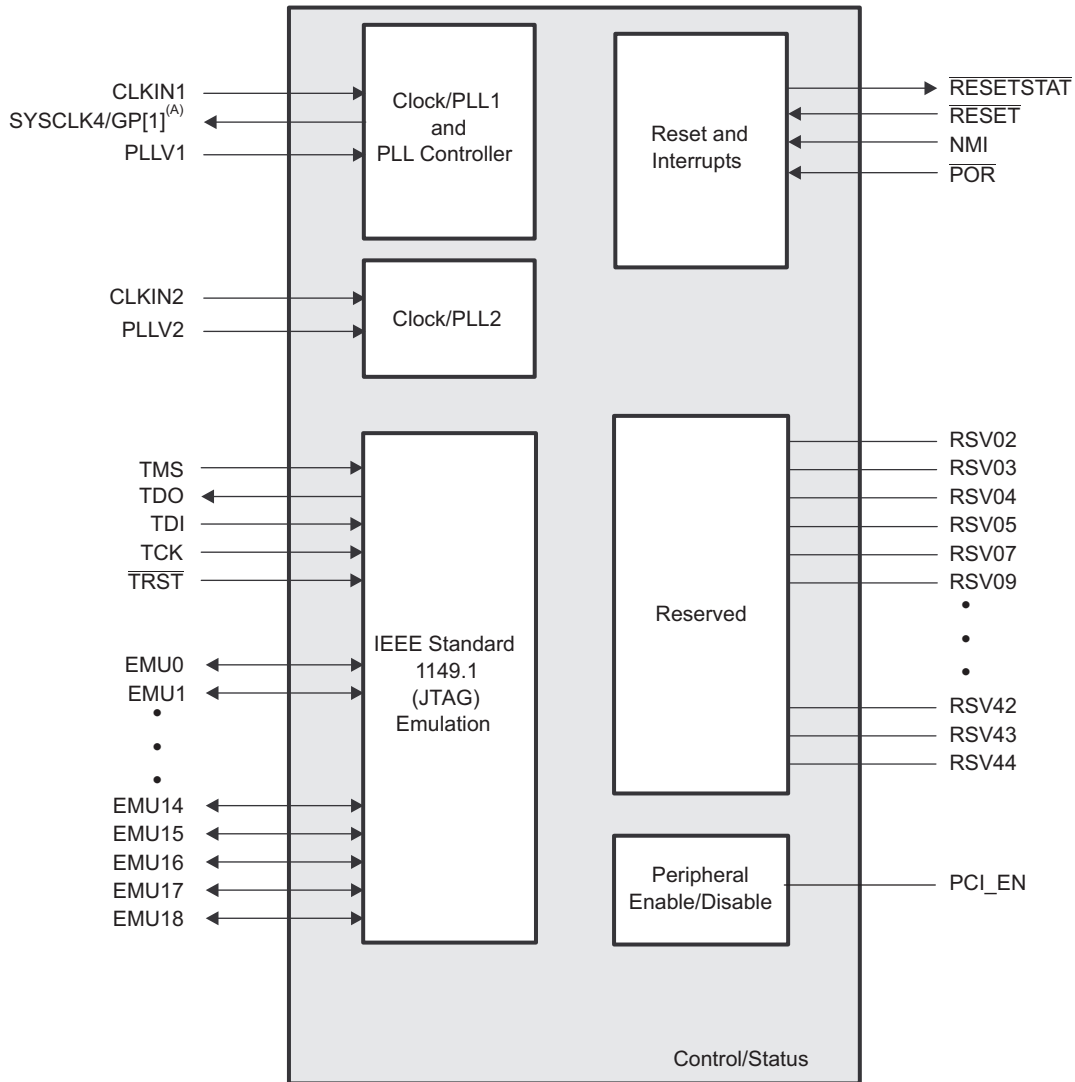 CLKIN1
SYSCLK4/GP[1](A)
PLLV1
Clock/PLL1
and
PLL Controller
Reset and
Interrupts
RESETSTAT
RESET
NMI
POR
CLKIN2
PLLV2
Clock/PLL2
TMS
TDO
TDI
TCK
TRST
EMU0
EMU1
•
•
•
EMU14
EMU15
EMU16
EMU17
EMU18
IEEE Standard
1149.1
(JTAG)
Emulation
Reserved
RSV02
RSV03
RSV04
RSV05
RSV07
RSV09
•
•
•
RSV42
RSV43
RSV44
Peripheral
Enable/Disable
PCI_EN
Control/Status